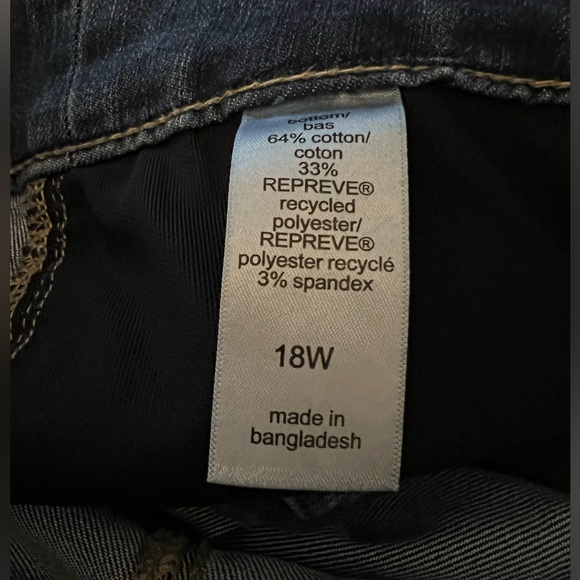 bottom/
bas
64% cotton/
coton
33%
REPREVE®
recycled
polyester/
REPREVE®
polyester recyclé
3% spandex
18W
made in
bangladesh